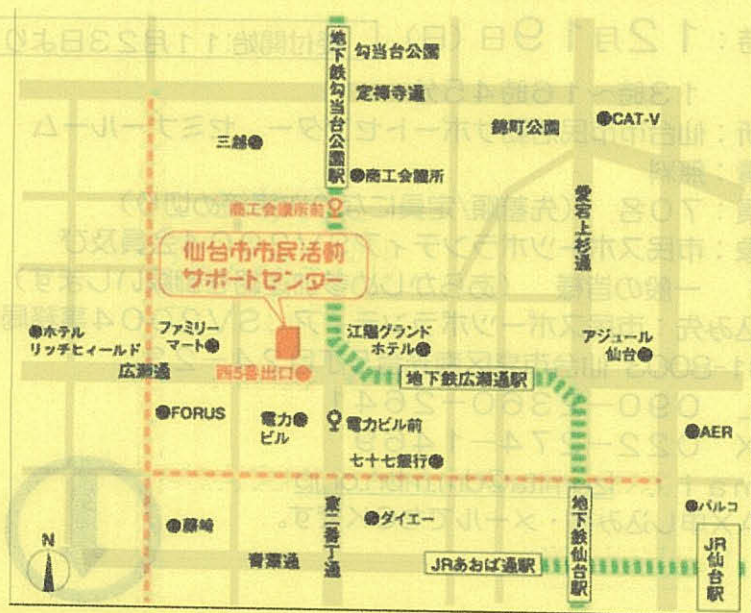 地下鉄勾当台公園駅
勾当台公園
定禅寺通
錦町公園
CAT-V
三越
商工会議所
愛宕上杉通
商工会議所前
仙台市市民活動
サポートセンター
ホテル
リッチヒィールド
ファミリー
マート
江陽グランド
ホテル
アジュール
仙台
広瀬通
西5番出口
地下鉄広瀬通駅
FORUS
電力
ビル
電力ビル前
AER
七十七銀行
東二番丁通
地下鉄仙台駅
パルコ
藤崎
ダイエー
N
青葉通
JRあおば通駅
JR仙台駅